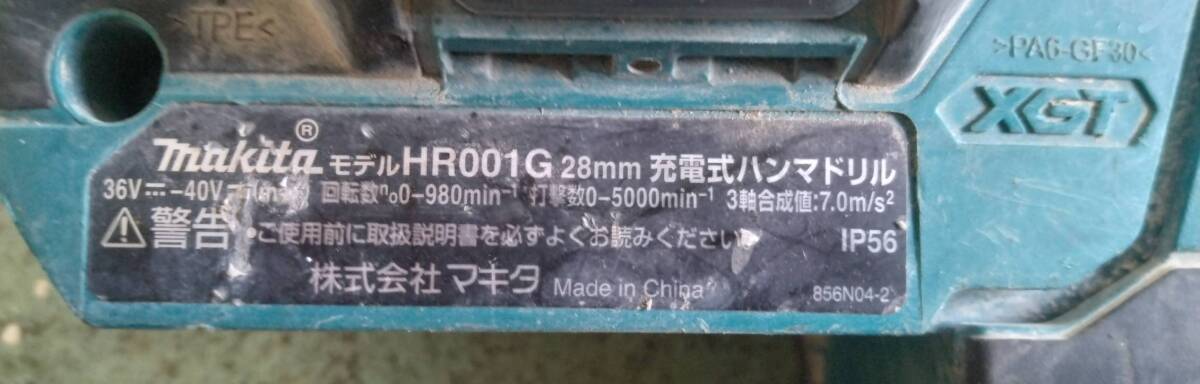 >TPE<
>PA6-GF30<
XGT
makita® モデルHR001G 28mm 充電式ハンマドリル
36V⎓-40V⎓(max) 回転数n₀0-980min⁻¹ 打撃数0-5000min⁻¹ 3軸合成値:7.0m/s²
⚠警告 •ご使用前に取扱説明書を必ずよくお読みください。 IP56
株式会社 マキタ Made in China 856N04-2